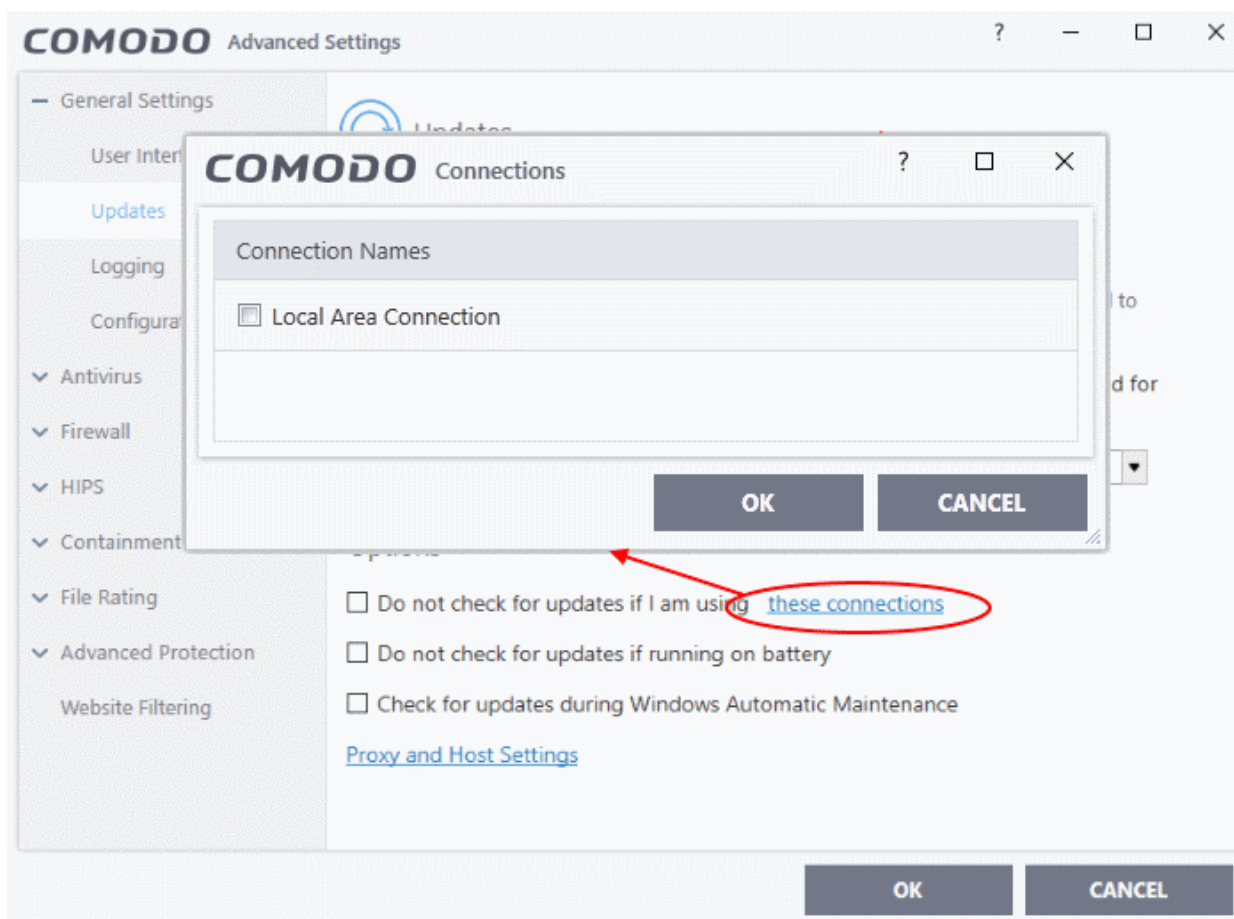 COMODO Advanced Settings ?
General Settings
Updates
User Inter
COMODO Connections ?
Updates
Connection Names
Logging
Local Area Connection
to
Configura
Antivirus
d for
Firewall
HIPS
OK CANCEL
Containment
Options
File Rating
Do not check for updates if I am using these connections
Advanced Protection
Do not check for updates if running on battery
Website Filtering
Check for updates during Windows Automatic Maintenance
Proxy and Host Settings
OK CANCEL